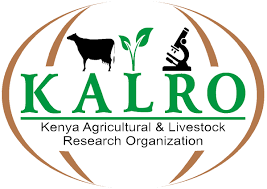 KALRO
Kenya Agricultural & Livestock
Research Organization